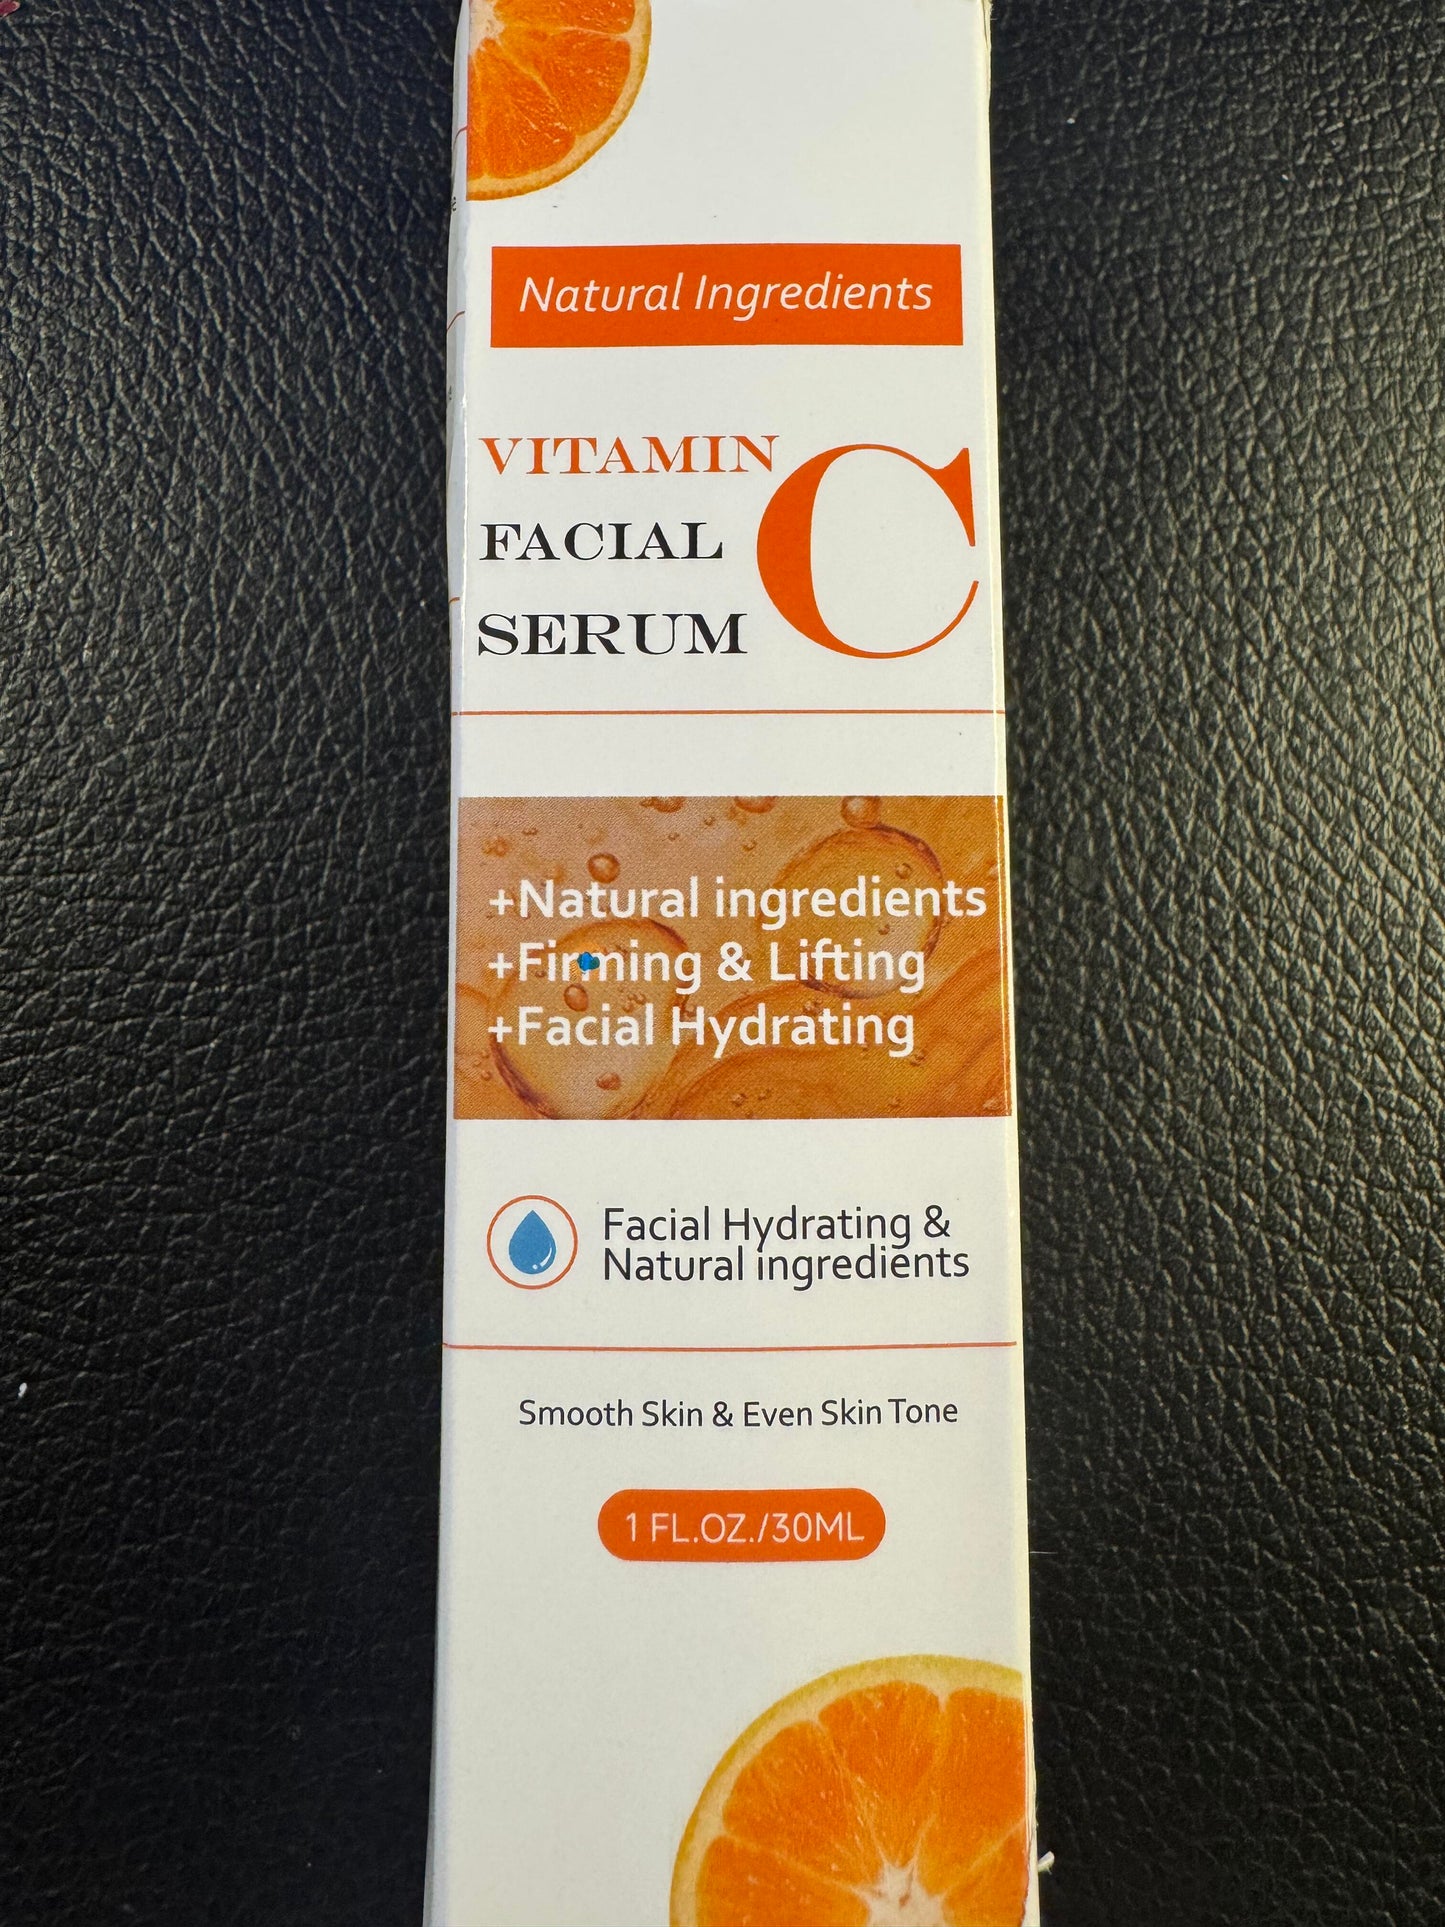 Natural Ingredients
VITAMIN C
FACIAL
SERUM
+Natural ingredients
+Firming & Lifting
+Facial Hydrating
Facial Hydrating &
Natural ingredients
Smooth Skin & Even Skin Tone
1 FL.OZ./30ML